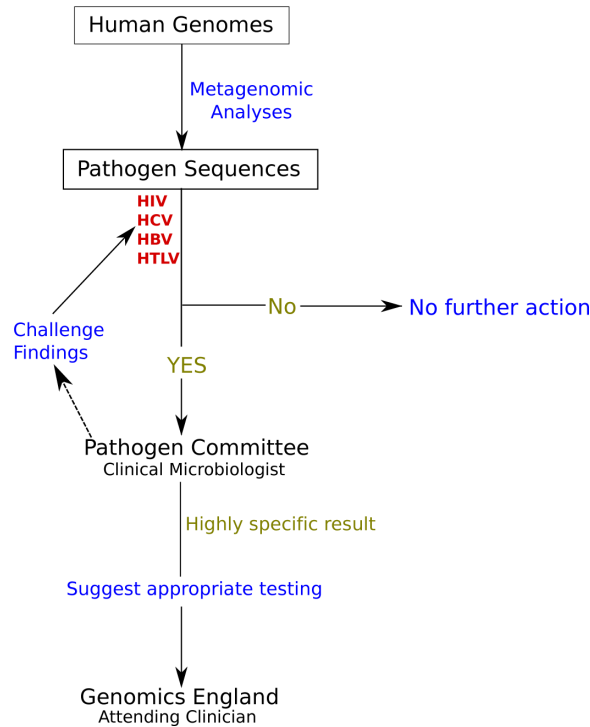 Human Genomes
Metagenomic
Analyses
Pathogen Sequences
HIV
HCV
HBV
HTLV
No
No further action
Challenge
Findings
YES
Pathogen Committee
Clinical Microbiologist
Highly specific result
Suggest appropriate testing
Genomics England
Attending Clinician